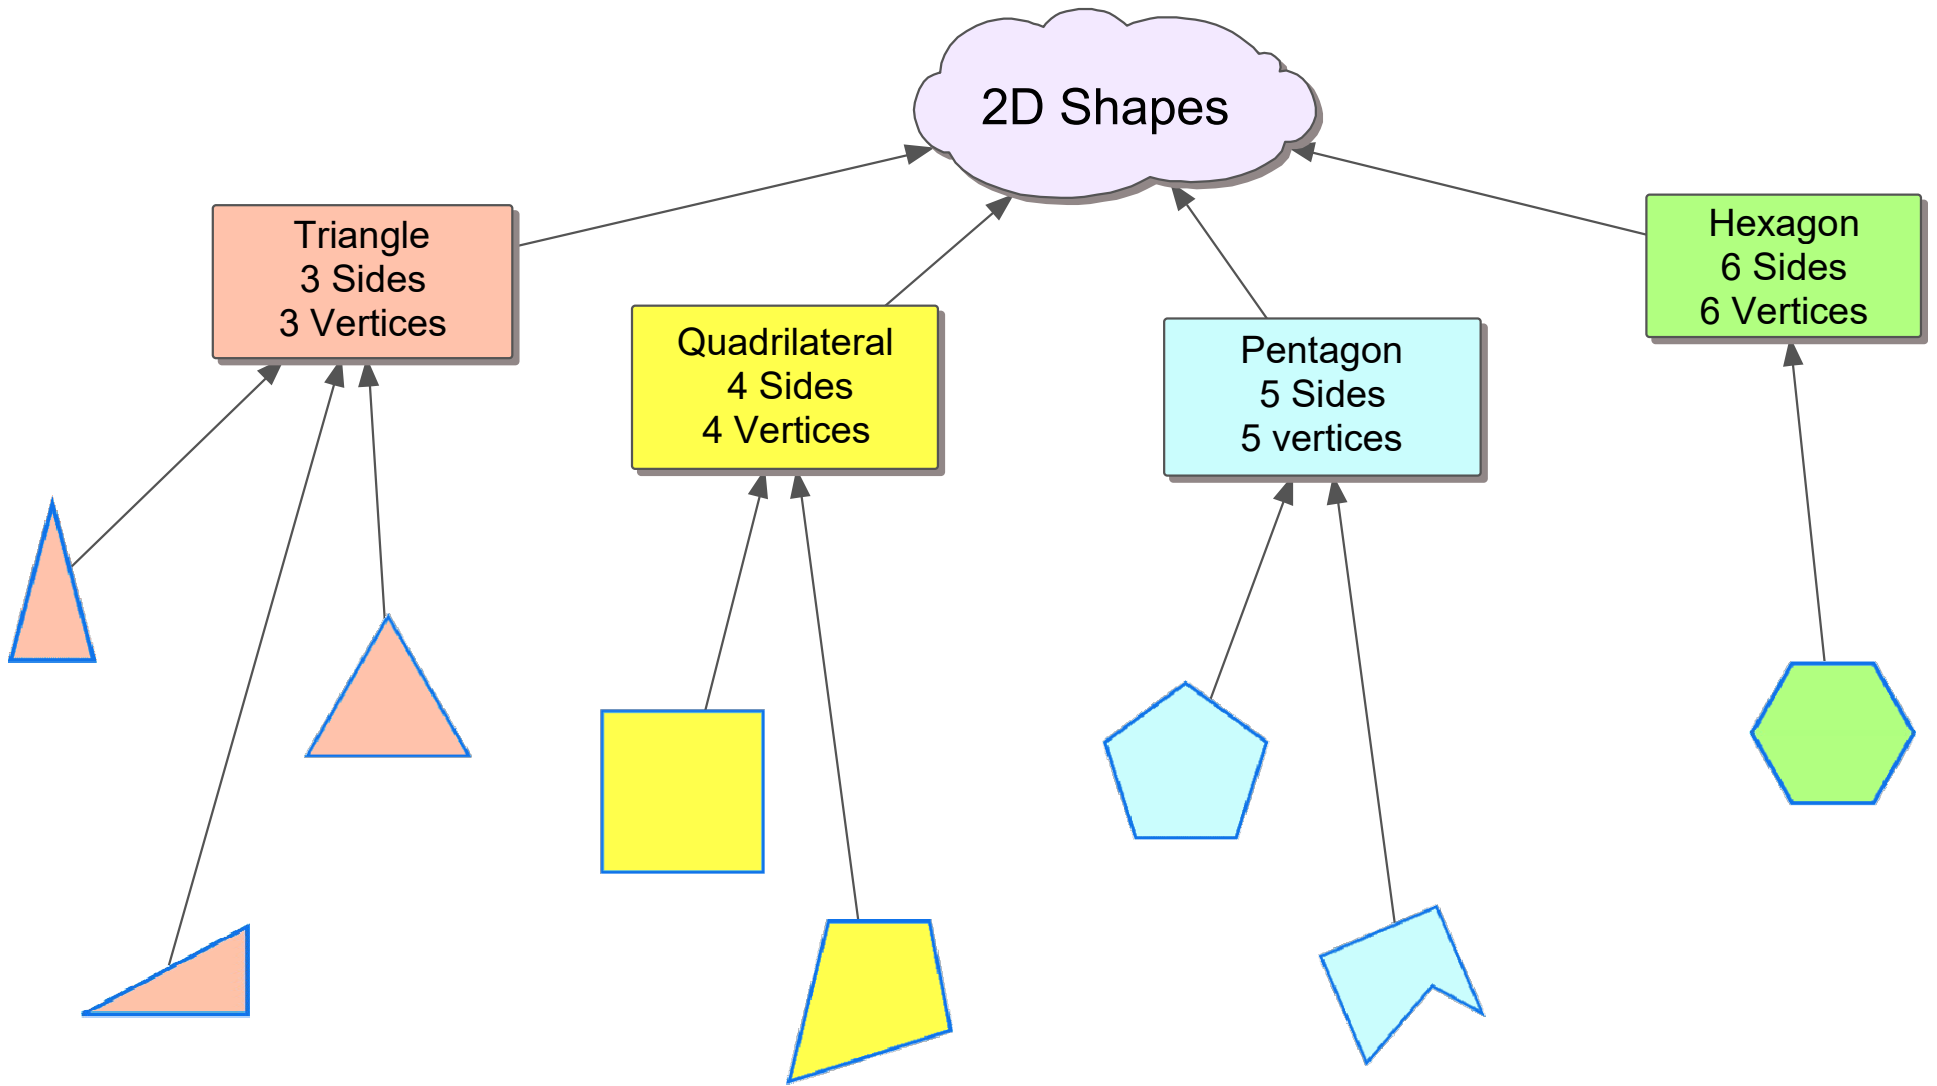 2D Shapes
Triangle
3 Sides
3 Vertices
Quadrilateral
4 Sides
4 Vertices
Pentagon
5 Sides
5 vertices
Hexagon
6 Sides
6 Vertices